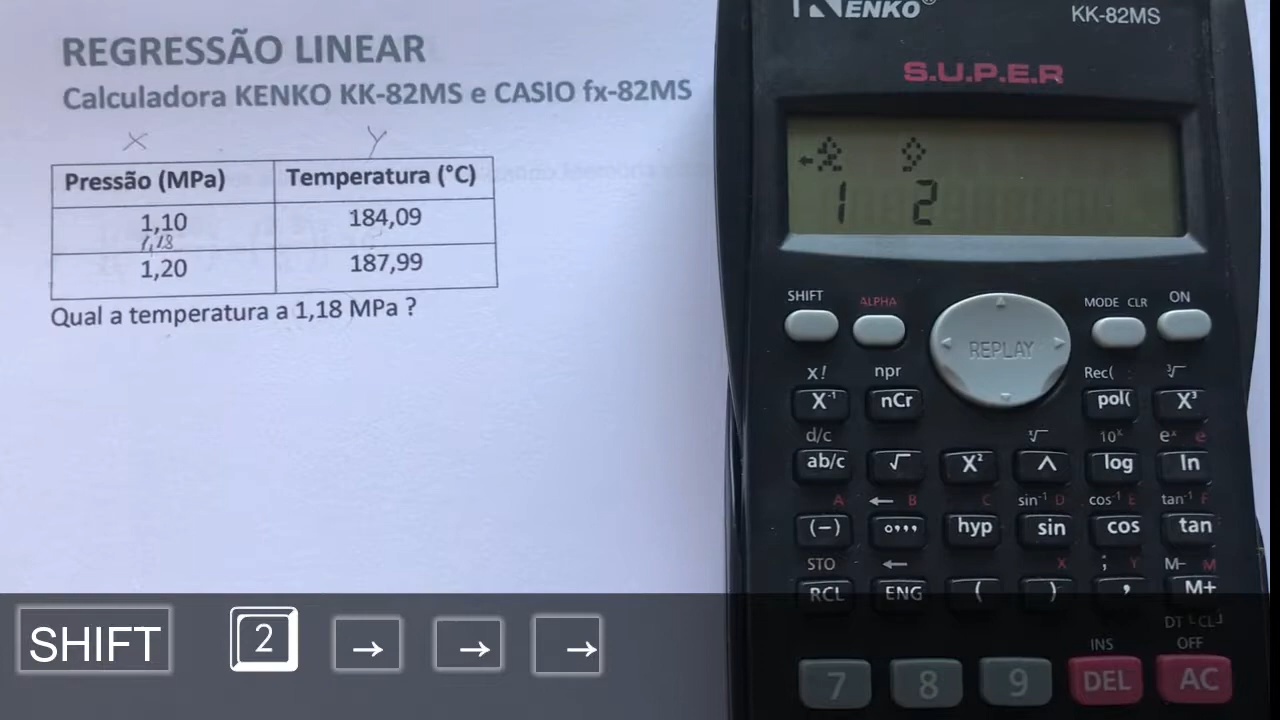 REGRESSÃO LINEAR
Calculadora KENKO KK-82MS e CASIO fx-82MS
X Y
Pressão (MPa) Temperatura (°C)
1,10 184,09
1,18
1,20 187,99
Qual a temperatura a 1,18 MPa ?
KENKO®
KK-82MS
S.U.P.E.R
x̂ ŷ
1 2
SHIFT ALPHA MODE CLR ON
REPLAY
x! npr Rec( : ³√
X⁻¹ nCr pol( X³
d/c ˣ√ 10ˣ eˣ e
ab/c √ X² ^ log ln
A ← B C sin⁻¹ D cos⁻¹ E tan⁻¹ F
(−) o,,, hyp sin cos tan
STO ← X ; Y M− M
RCL ENG ( ) , M+
DT CL
INS OFF
7 8 9 DEL AC
SHIFT 2 → → →